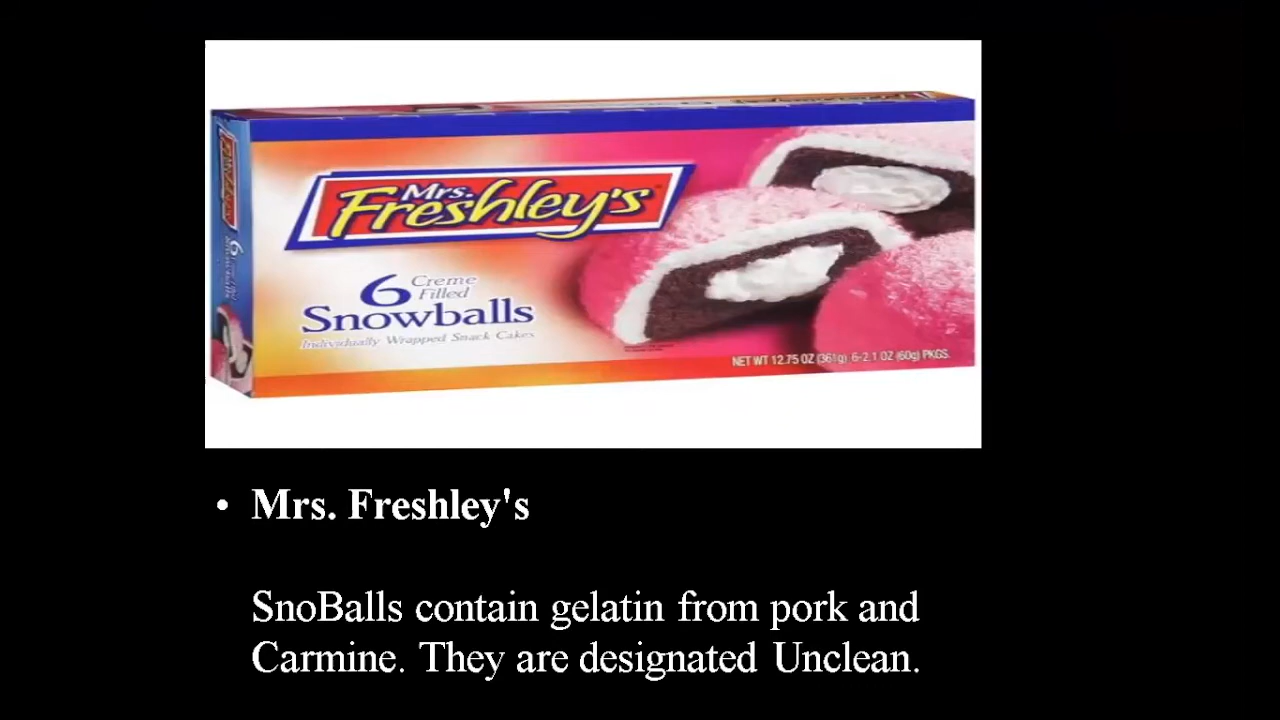 Mrs.
Freshley's
6 Creme
Filled
Snowballs
Individually Wrapped Snack Cakes
NET WT 12.75 OZ (361g) 6-2.1 OZ (60g) PKGS.
• Mrs. Freshley's
SnoBalls contain gelatin from pork and
Carmine. They are designated Unclean.